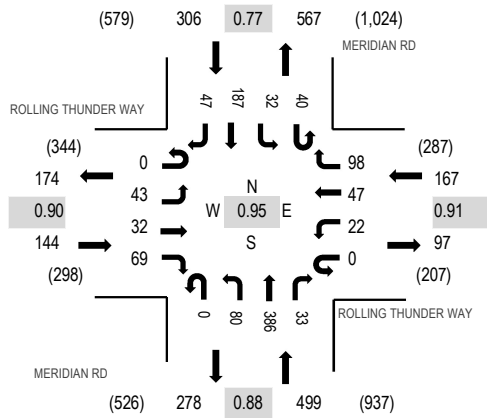 (579) 306 0.77 567 (1,024)
MERIDIAN RD
47 187 32 40
ROLLING THUNDER WAY
(344) (287)
174 0 98 167
43 N 47
0.90 32 W 0.95 E 22 0.91
144 S 97
69 0
(298) (207)
0 80 386 33
ROLLING THUNDER WAY
MERIDIAN RD
(526) 278 0.88 499 (937)